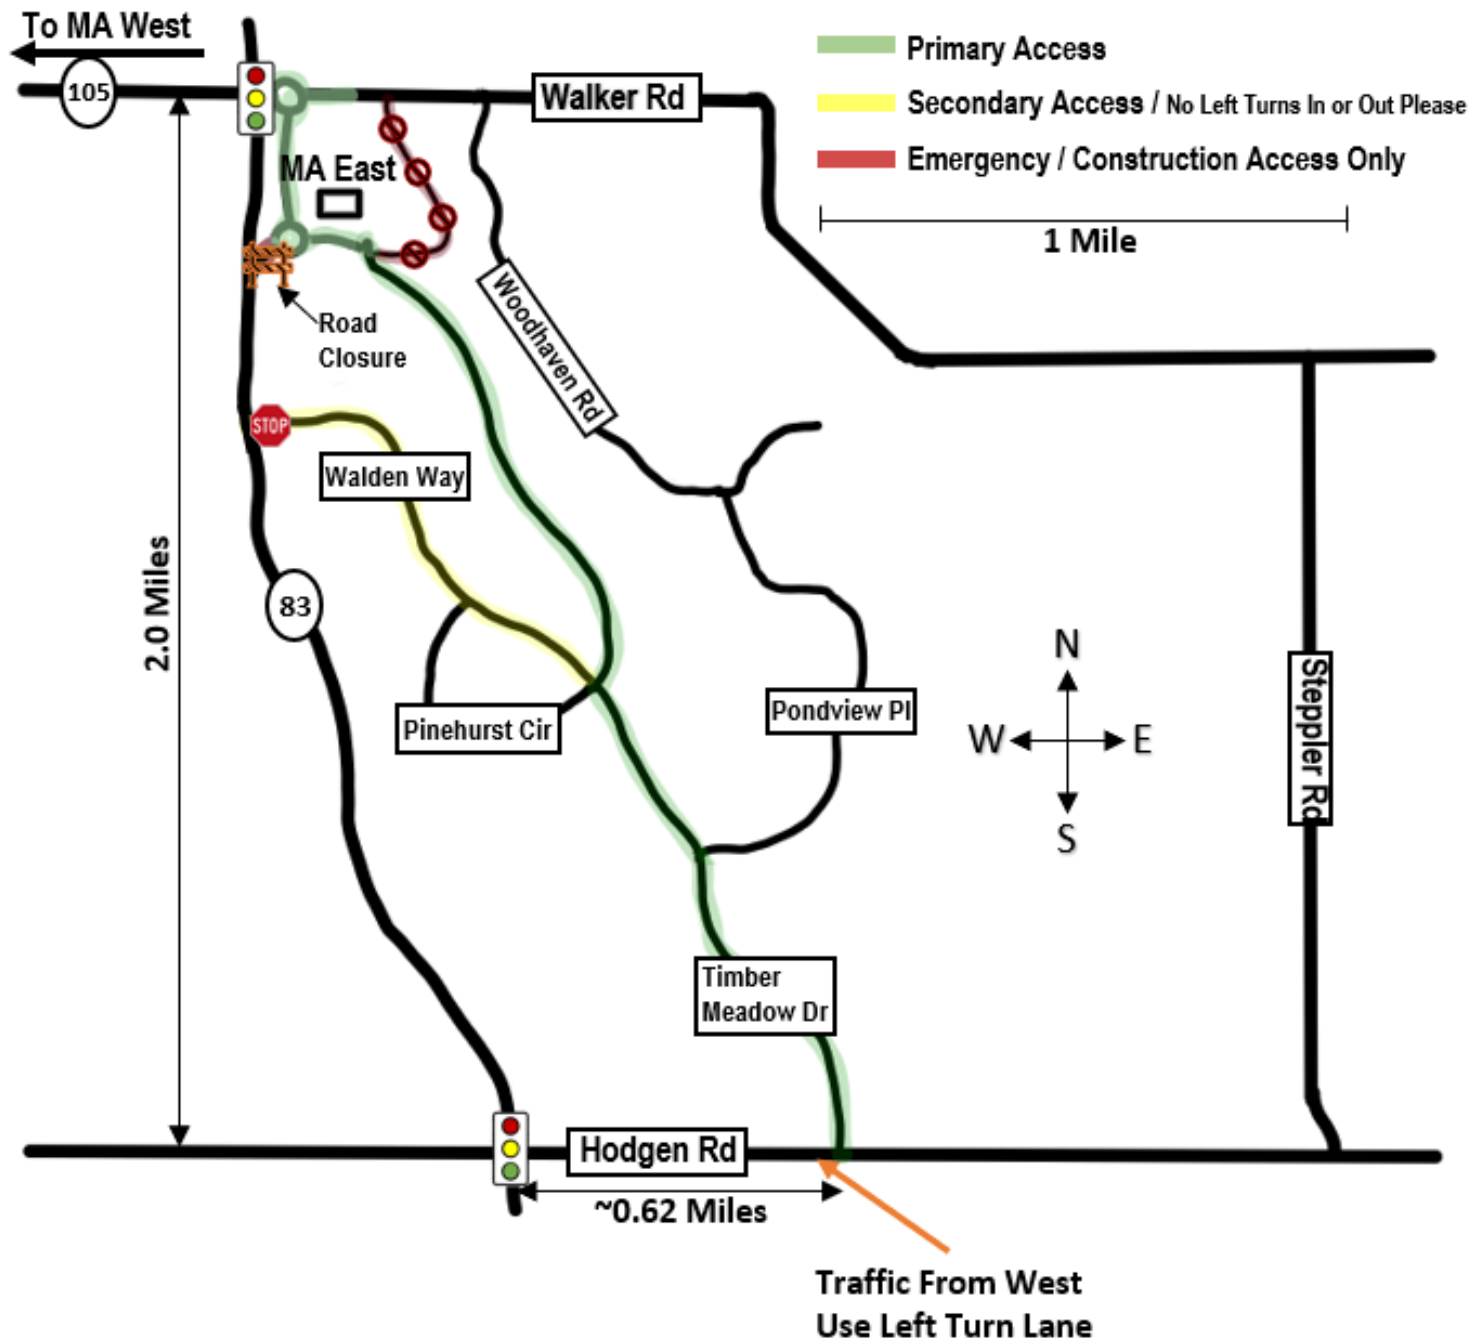 To MA West
Primary Access
105
Walker Rd
Secondary Access / No Left Turns In or Out Please
MA East
Emergency / Construction Access Only
1 Mile
Road
Closure
Woodhaven Rd
STOP
Walden Way
2.0 Miles
83
N
W
E
S
Pinehurst Cir
Pondview Pl
Steppler Rd
Timber
Meadow Dr
Hodgen Rd
~0.62 Miles
Traffic From West
Use Left Turn Lane